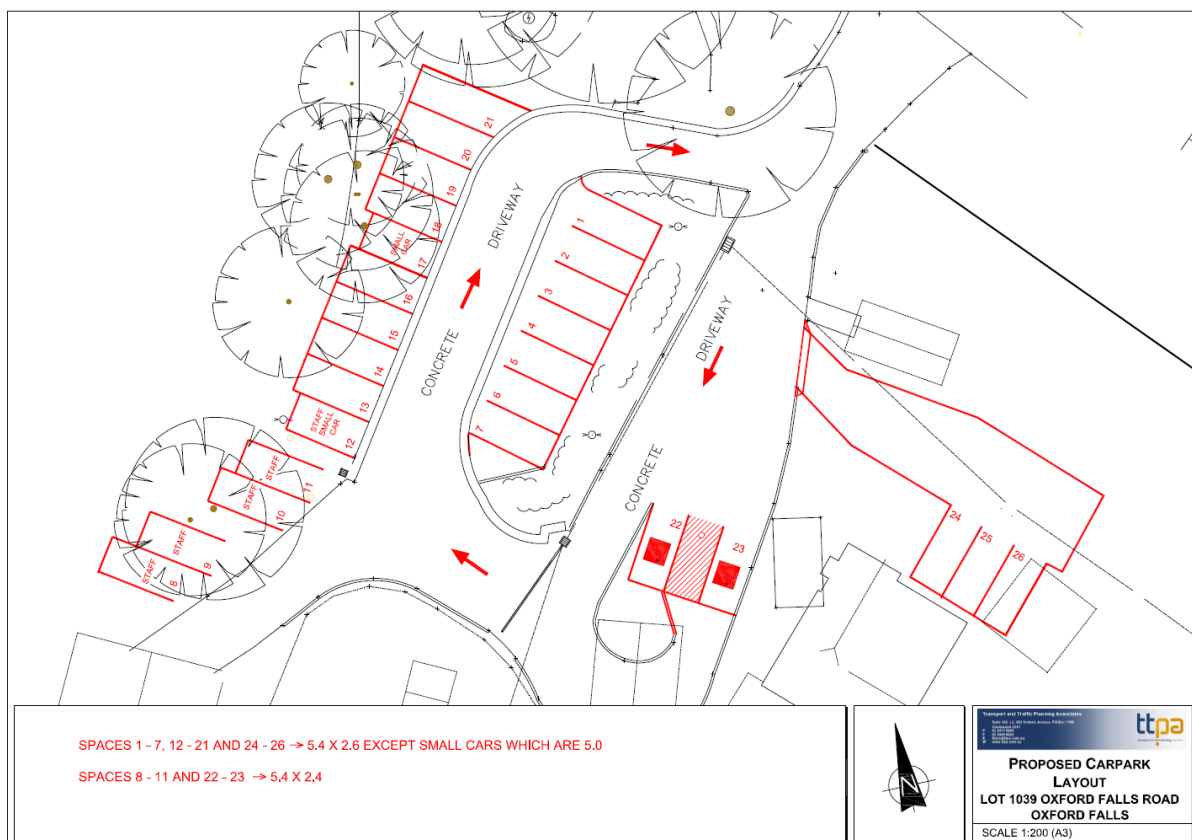 21
20
19
18
SMALL
CAR
17
16
15
14
13
STAFF
SMALL
CAR
12
STAFF
11
STAFF
10
STAFF
9
STAFF
8
DRIVEWAY
CONCRETE
1
2
3
4
5
6
7
DRIVEWAY
CONCRETE
22
23
24
25
26
SPACES 1 - 7, 12 - 21 AND 24 - 26 → 5.4 X 2.6 EXCEPT SMALL CARS WHICH ARE 5.0
SPACES 8 - 11 AND 22 - 23 → 5.4 X 2.4
N
Transport and Traffic Planning Associates
ttpa
PROPOSED CARPARK
LAYOUT
LOT 1039 OXFORD FALLS ROAD
OXFORD FALLS
SCALE 1:200 (A3)